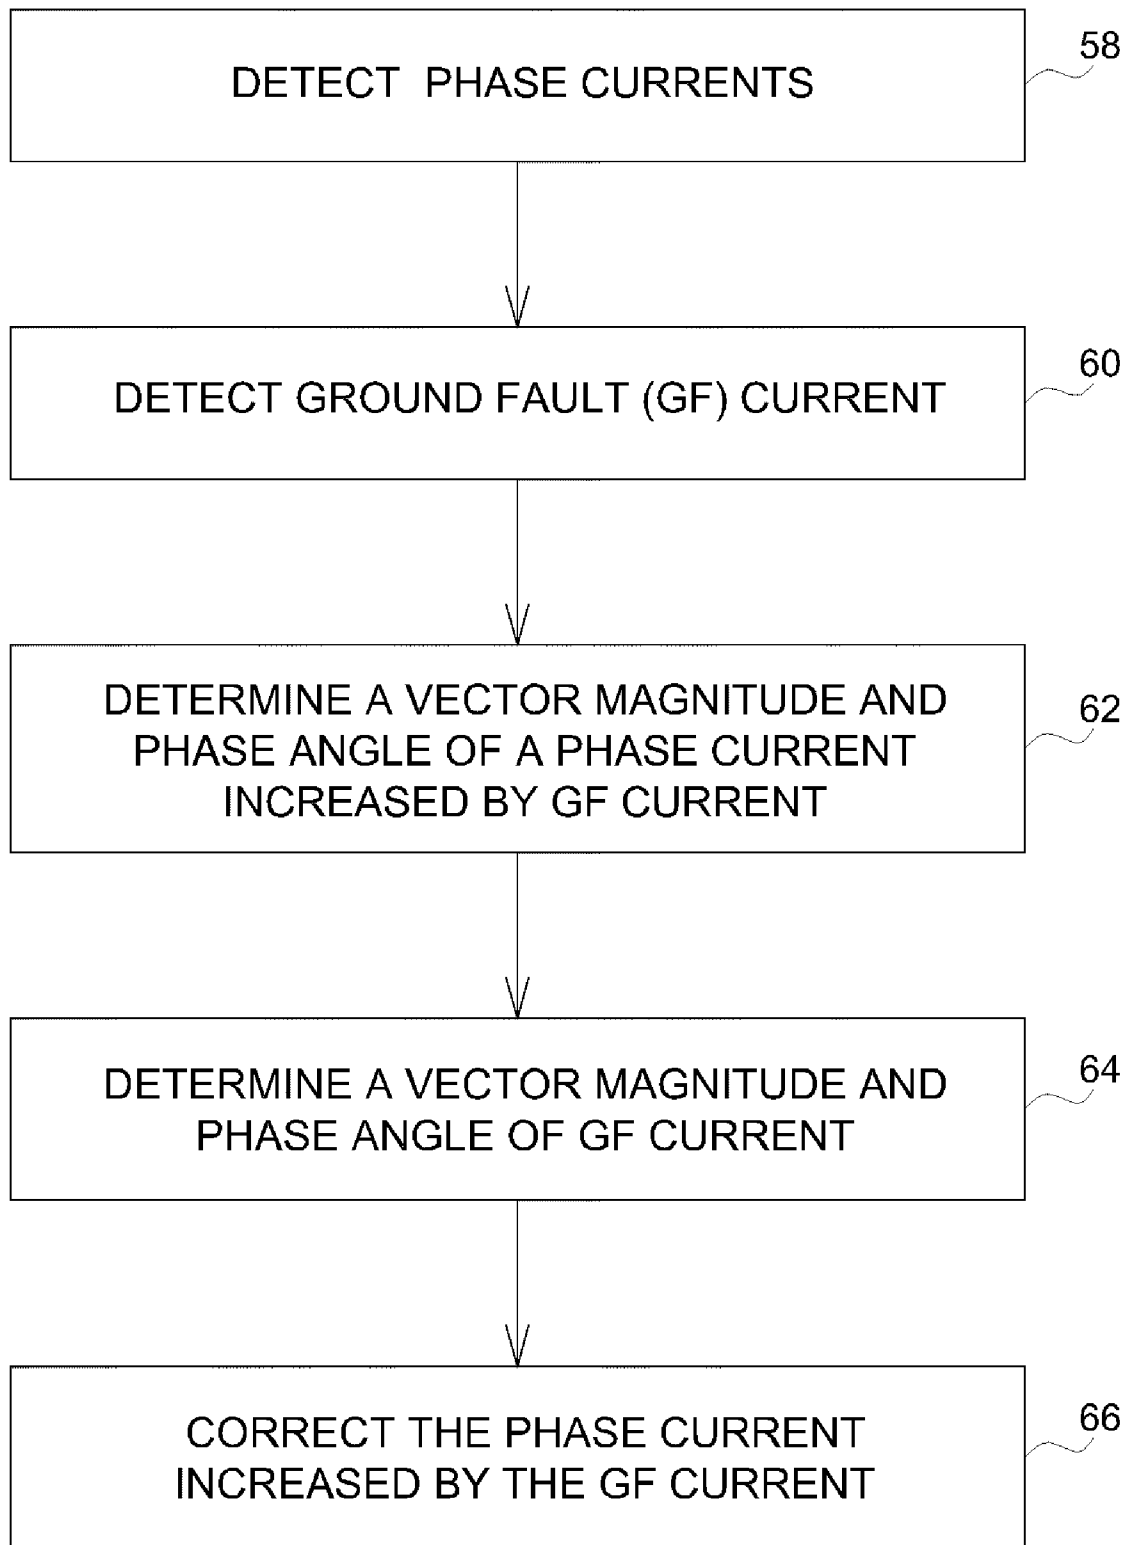 DETECT PHASE CURRENTS
58
DETECT GROUND FAULT (GF) CURRENT
60
DETERMINE A VECTOR MAGNITUDE AND
PHASE ANGLE OF A PHASE CURRENT
INCREASED BY GF CURRENT
62
DETERMINE A VECTOR MAGNITUDE AND
PHASE ANGLE OF GF CURRENT
64
CORRECT THE PHASE CURRENT
INCREASED BY THE GF CURRENT
66